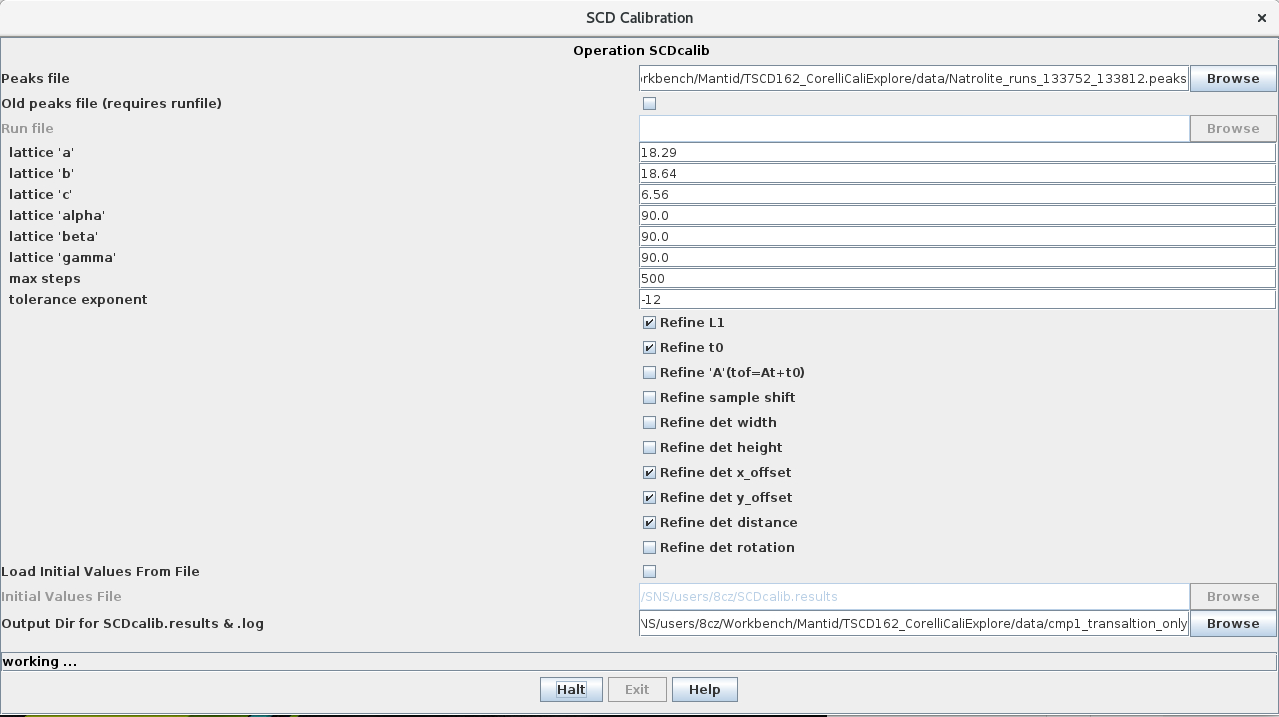 SCD Calibration
Operation SCDcalib
Peaks file rkbench/Mantid/TSCD162_CorelliCaliExplore/data/Natrolite_runs_133752_133812.peaks Browse
Old peaks file (requires runfile)
Run file Browse
lattice 'a' 18.29
lattice 'b' 18.64
lattice 'c' 6.56
lattice 'alpha' 90.0
lattice 'beta' 90.0
lattice 'gamma' 90.0
max steps 500
tolerance exponent -12
Refine L1
Refine t0
Refine 'A'(tof=At+t0)
Refine sample shift
Refine det width
Refine det height
Refine det x_offset
Refine det y_offset
Refine det distance
Refine det rotation
Load Initial Values From File
Initial Values File /SNS/users/8cz/SCDcalib.results Browse
Output Dir for SCDcalib.results & .log NS/users/8cz/Workbench/Mantid/TSCD162_CorelliCaliExplore/data/cmp1_transaltion_only Browse
working ...
Halt Exit Help